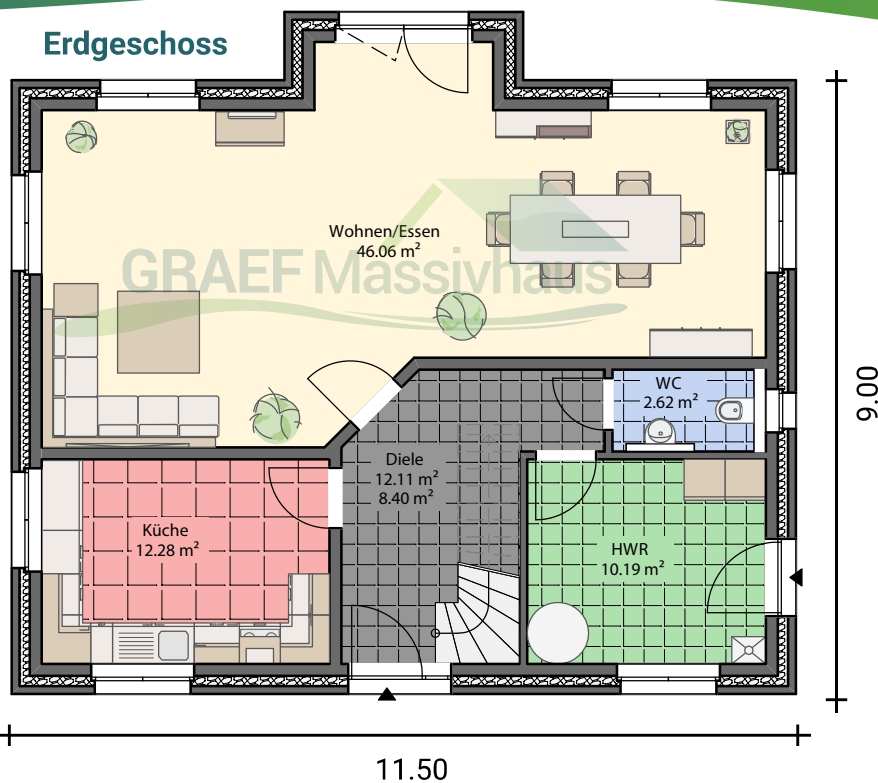 Erdgeschoss
Wohnen/Essen
46.06 m²
GRAEF Massivhaus
WC
2.62 m²
Diele
12.11 m²
8.40 m²
Küche
12.28 m²
HWR
10.19 m²
9.00
11.50